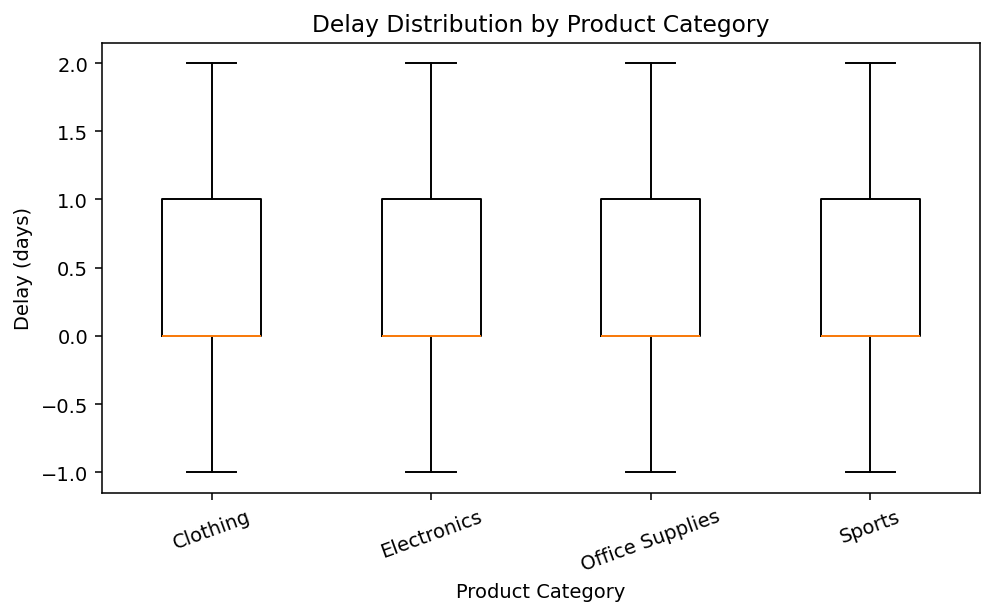 Delay Distribution by Product Category
Delay (days)
2.0
1.5
1.0
0.5
0.0
−0.5
−1.0
Clothing
Electronics
Office Supplies
Sports
Product Category